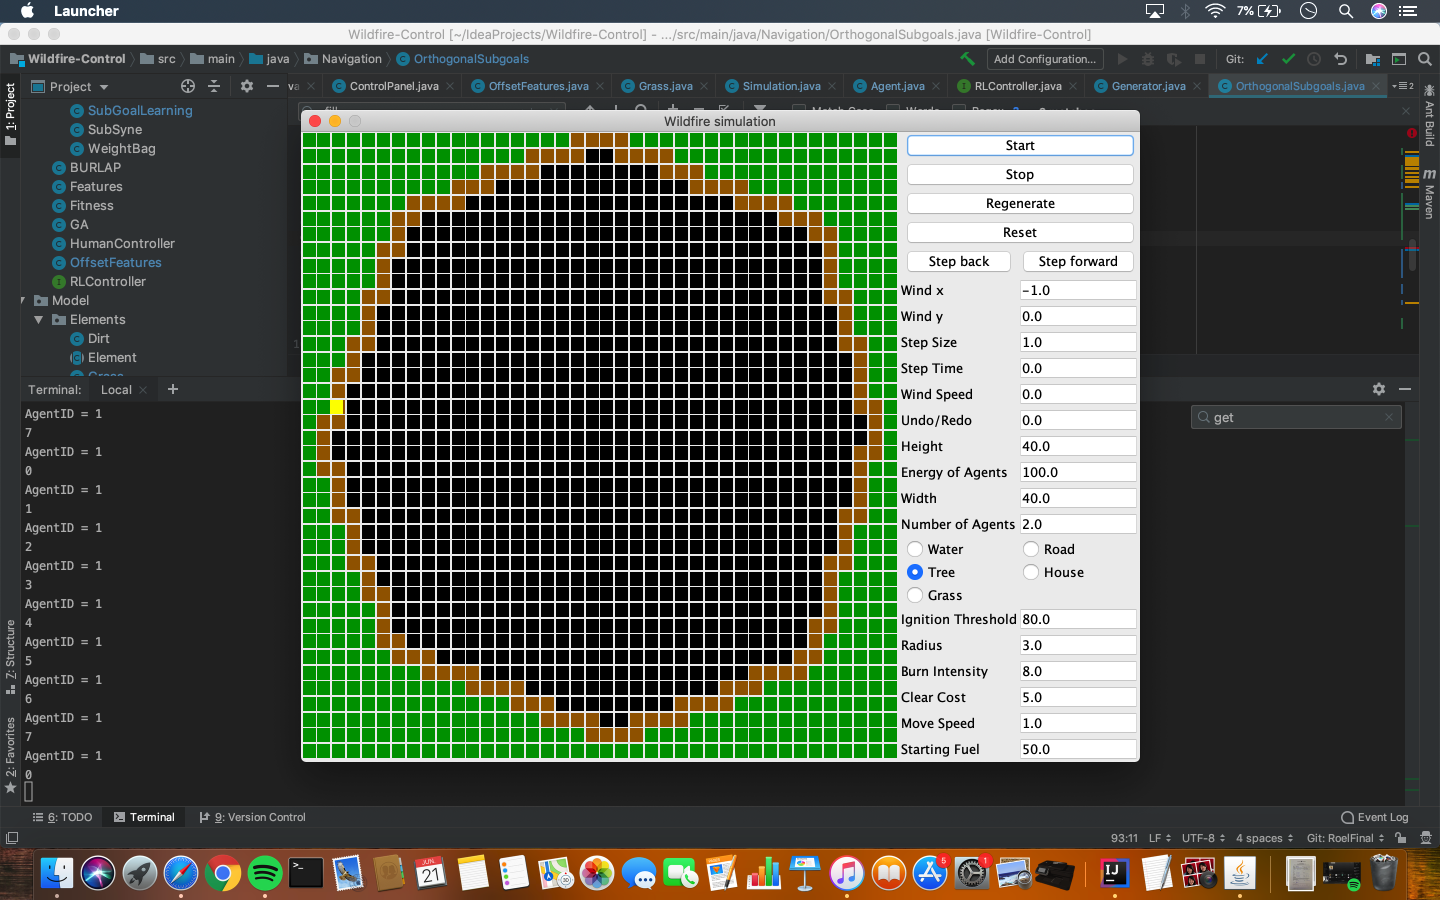 Launcher
7%
Wildfire-Control [~/IdeaProjects/Wildfire-Control] - .../src/main/java/Navigation/OrthogonalSubgoals.java [Wildfire-Control]
Wildfire-Control src main java Navigation OrthogonalSubgoals
Add Configuration...
Git:
Project
va ControlPanel.java OffsetFeatures.java Grass.java Simulation.java Agent.java RLController.java Generator.java OrthogonalSubgoals.java
2
1: Project
SubGoalLearning
SubSyne
WeightBag
BURLAP
Features
Fitness
GA
HumanController
OffsetFeatures
RLController
Model
Elements
Dirt
Element
Ant Build
Maven
Wildfire simulation
Start
Stop
Regenerate
Reset
Step back Step forward
Wind x -1.0
Wind y 0.0
Step Size 1.0
Step Time 0.0
Wind Speed 0.0
Undo/Redo 0.0
Height 40.0
Energy of Agents 100.0
Width 40.0
Number of Agents 2.0
Water Road
Tree House
Grass
Ignition Threshold 80.0
Radius 3.0
Burn Intensity 8.0
Clear Cost 5.0
Move Speed 1.0
Starting Fuel 50.0
Terminal: Local
get
AgentID = 1
7
AgentID = 1
0
AgentID = 1
1
AgentID = 1
2
AgentID = 1
3
AgentID = 1
4
AgentID = 1
5
AgentID = 1
6
AgentID = 1
7
AgentID = 1
0
Z: Structure
2: Favorites
6: TODO Terminal 9: Version Control
Event Log
93:11 LF UTF-8 4 spaces Git: RoelFinal
JUN
21
5
1
IJ